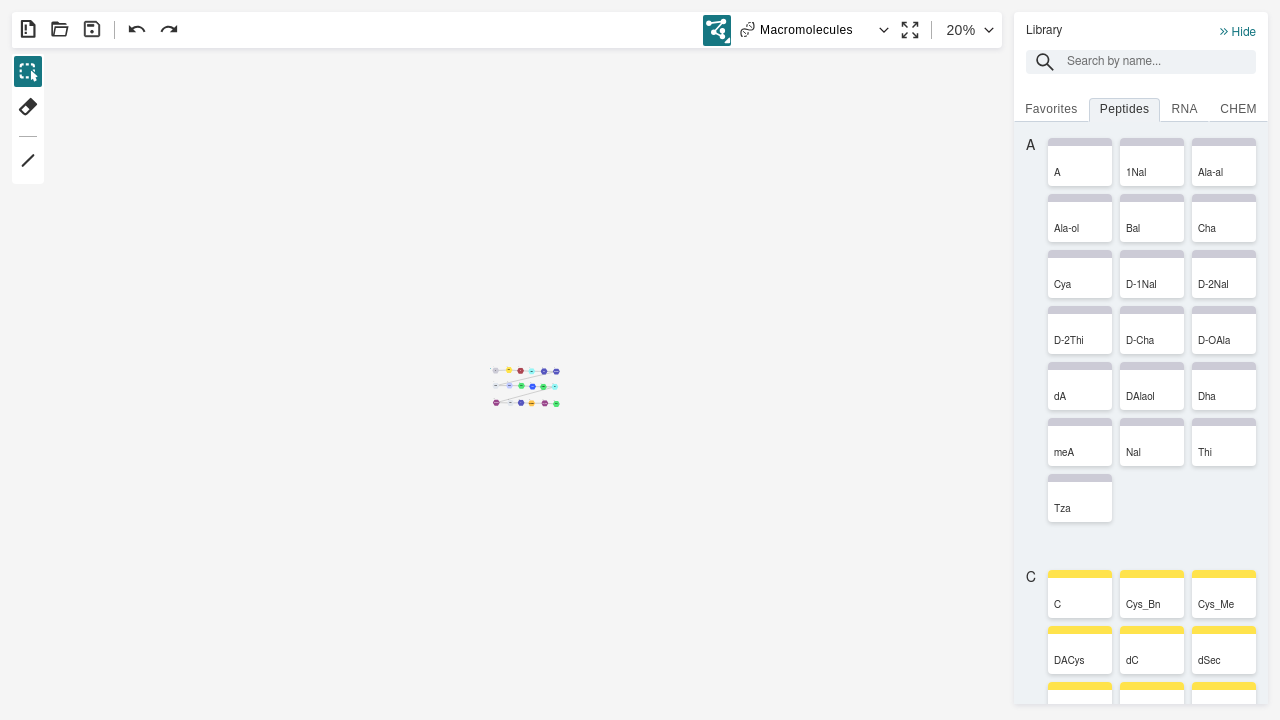 Macromolecules
20%
Library
Hide
Search by name...
Favorites
Peptides
RNA
CHEM
A
A
1Nal
Ala-al
Ala-ol
Bal
Cha
Cya
D-1Nal
D-2Nal
D-2Thi
D-Cha
D-OAla
dA
DAlaol
Dha
meA
Nal
Thi
Tza
C
C
Cys_Bn
Cys_Me
DACys
dC
dSec